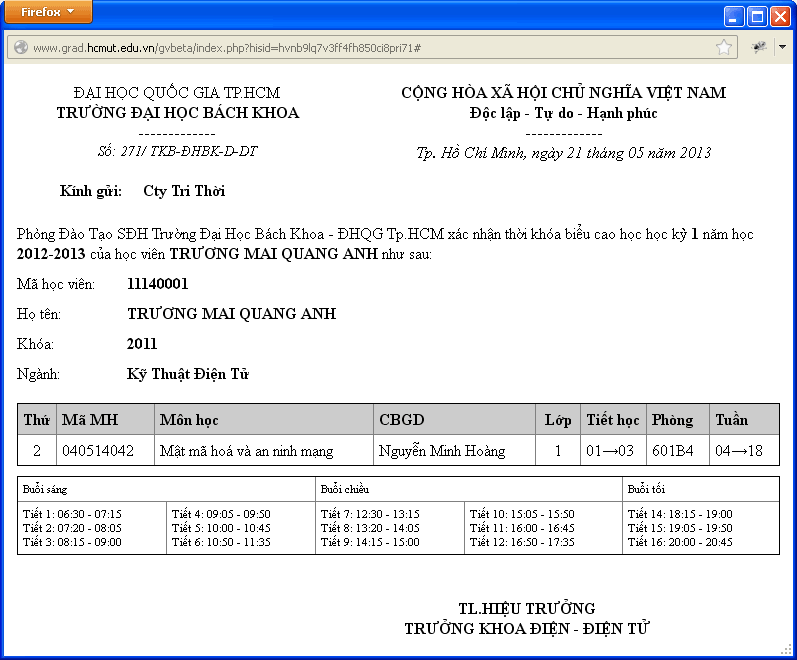 Firefox
www.grad.hcmut.edu.vn/gvbeta/index.php?hisid=hvnb9lq7v3ff4fh850ci8pri71#
ĐẠI HỌC QUỐC GIA TP.HCM
TRƯỜNG ĐẠI HỌC BÁCH KHOA
-------------
Số: 271/ TKB-ĐHBK-D-DT
CỘNG HÒA XÃ HỘI CHỦ NGHĨA VIỆT NAM
Độc lập - Tự do - Hạnh phúc
-------------
Tp. Hồ Chí Minh, ngày 21 tháng 05 năm 2013
Kính gửi: Cty Tri Thời
Phòng Đào Tạo SĐH Trường Đại Học Bách Khoa - ĐHQG Tp.HCM xác nhận thời khóa biểu cao học học kỳ 1 năm học
2012-2013 của học viên TRƯƠNG MAI QUANG ANH như sau:
Mã học viên: 11140001
Họ tên: TRƯƠNG MAI QUANG ANH
Khóa: 2011
Ngành: Kỹ Thuật Điện Tử
Thứ Mã MH Môn học CBGD Lớp Tiết học Phòng Tuần
2 040514042 Mật mã hoá và an ninh mạng Nguyễn Minh Hoàng 1 01→03 601B4 04→18
Buổi sáng Buổi chiều Buổi tối
Tiết 1: 06:30 - 07:15 Tiết 4: 09:05 - 09:50 Tiết 7: 12:30 - 13:15 Tiết 10: 15:05 - 15:50 Tiết 14: 18:15 - 19:00
Tiết 2: 07:20 - 08:05 Tiết 5: 10:00 - 10:45 Tiết 8: 13:20 - 14:05 Tiết 11: 16:00 - 16:45 Tiết 15: 19:05 - 19:50
Tiết 3: 08:15 - 09:00 Tiết 6: 10:50 - 11:35 Tiết 9: 14:15 - 15:00 Tiết 12: 16:50 - 17:35 Tiết 16: 20:00 - 20:45
TL.HIỆU TRƯỞNG
TRƯỞNG KHOA ĐIỆN - ĐIỆN TỬ